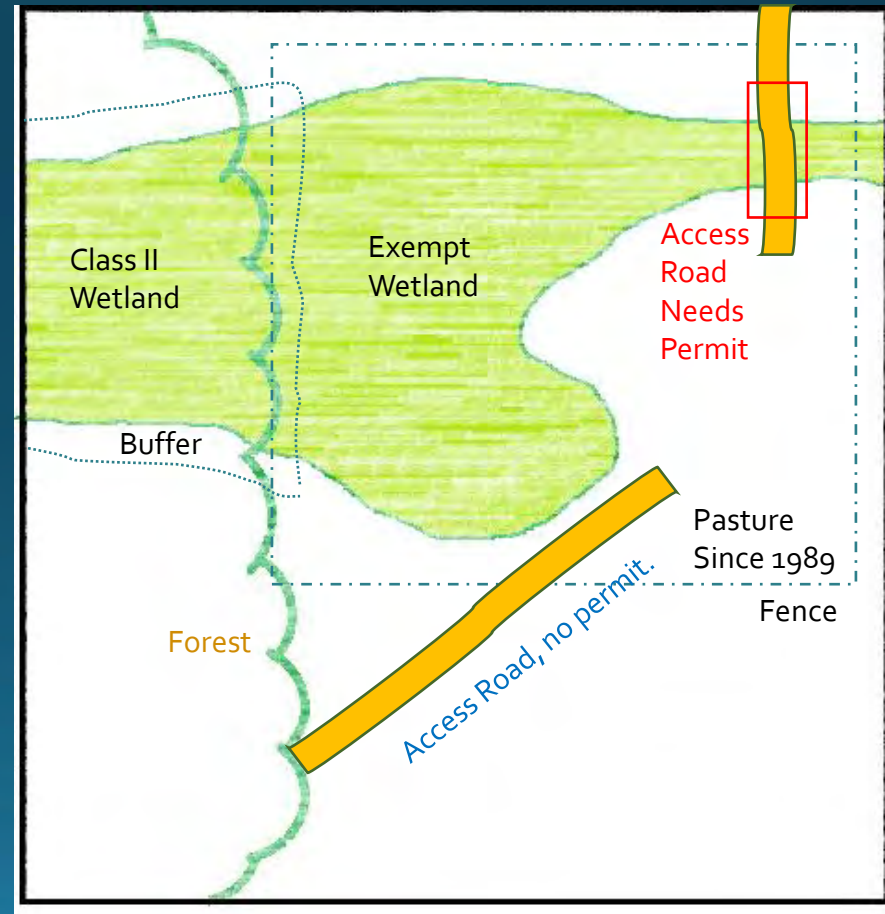 Class II
Wetland
Exempt
Wetland
Access
Road
Needs
Permit
Buffer
Pasture
Since 1989
Fence
Forest
Access Road, no permit.